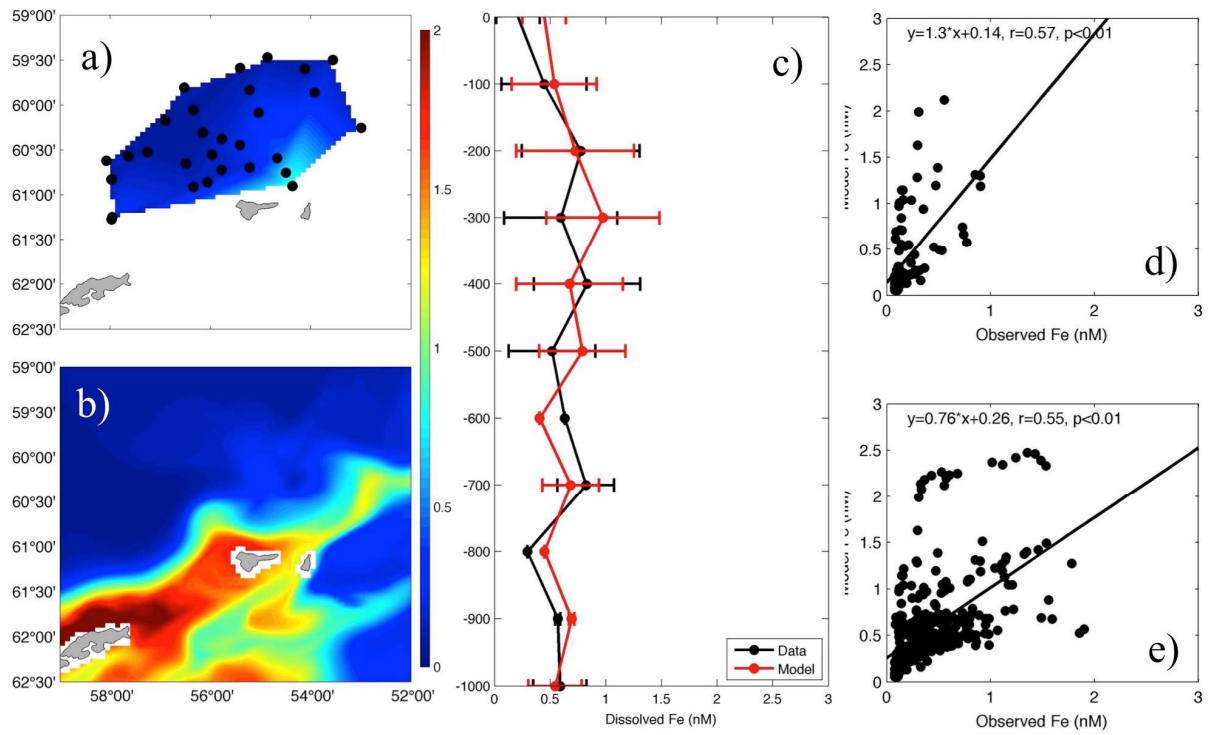 a)
59°00'
59°30'
60°00'
60°30'
61°00'
61°30'
62°00'
62°30'
b)
59°00'
59°30'
60°00'
60°30'
61°00'
61°30'
62°00'
62°30'
58°00' 56°00' 54°00' 52°00'
2
1.5
1
0.5
0
c)
0
-100
-200
-300
-400
-500
-600
-700
-800
-900
-1000
0 0.5 1 1.5 2 2.5 3
Dissolved Fe (nM)
Data
Model
y=1.3*x+0.14, r=0.57, p<0.01
d)
3
2.5
2
1.5
1
0.5
0
0 1 2 3
Model Fe (nM)
Observed Fe (nM)
y=0.76*x+0.26, r=0.55, p<0.01
e)
3
2.5
2
1.5
1
0.5
0
0 1 2 3
Model Fe (nM)
Observed Fe (nM)